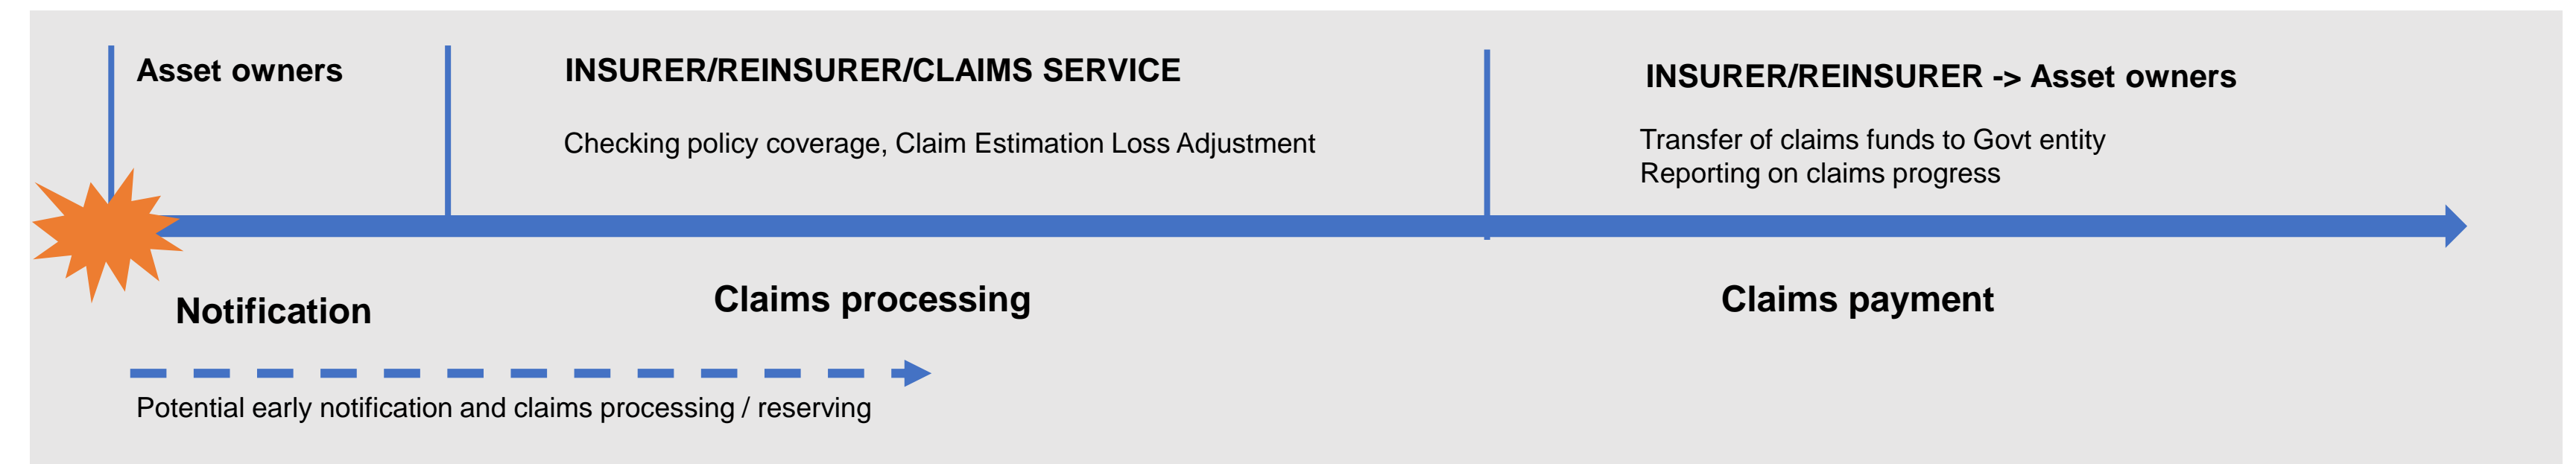 Asset owners
INSURER/REINSURER/CLAIMS SERVICE
INSURER/REINSURER -> Asset owners
Checking policy coverage, Claim Estimation Loss Adjustment
Transfer of claims funds to Govt entity
Reporting on claims progress
Notification
Claims processing
Claims payment
Potential early notification and claims processing / reserving